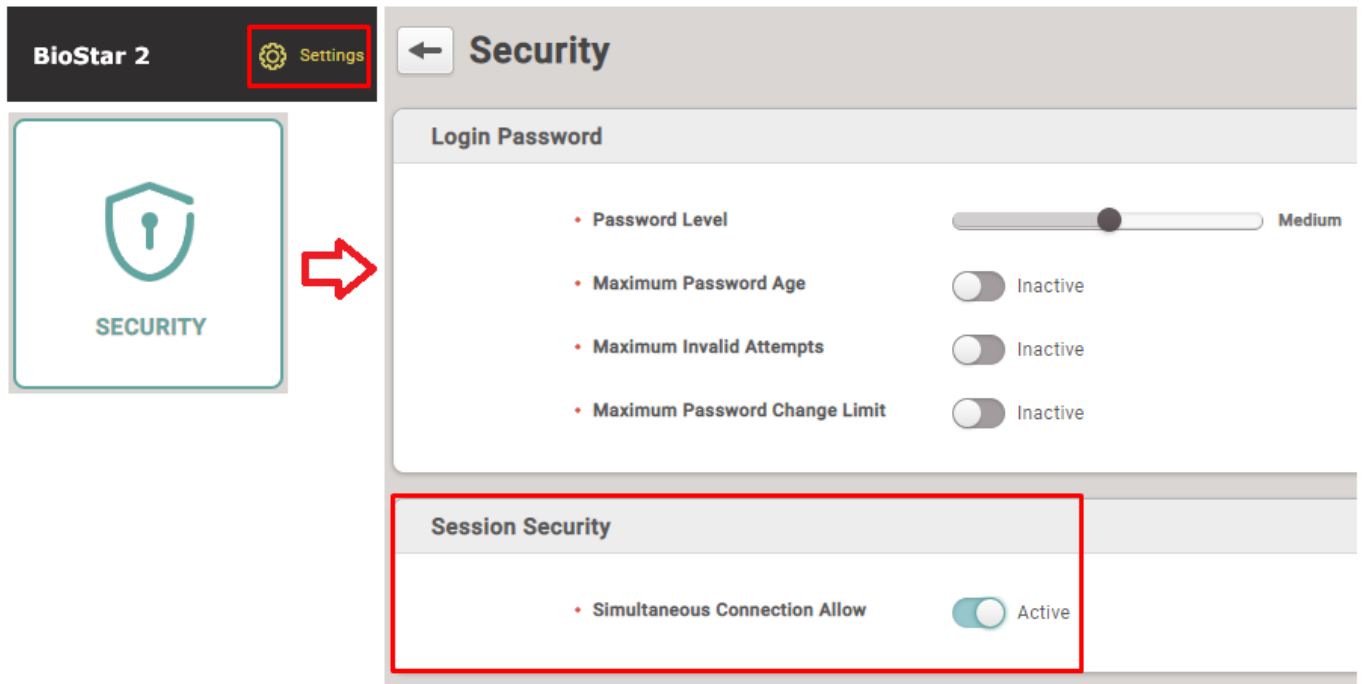 BioStar 2
Settings
SECURITY
Security
Login Password
• Password Level
Medium
• Maximum Password Age
Inactive
• Maximum Invalid Attempts
Inactive
• Maximum Password Change Limit
Inactive
Session Security
• Simultaneous Connection Allow
Active